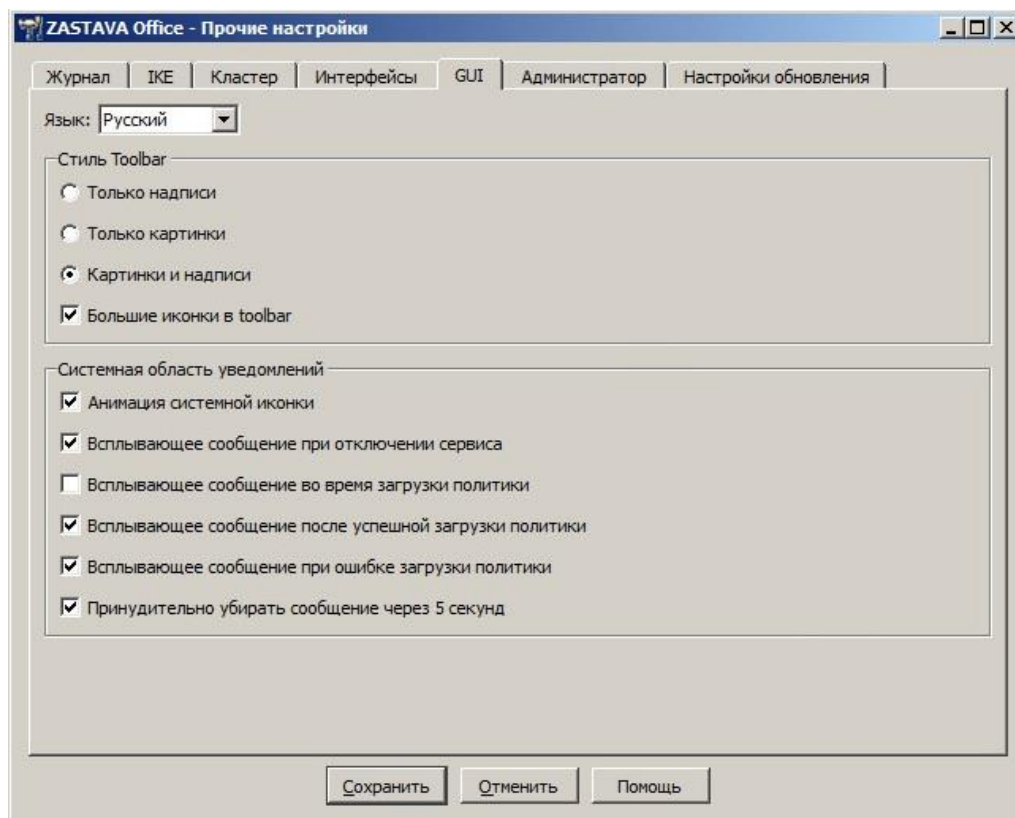 ZASTAVA Office - Прочие настройки
Журнал IKE Кластер Интерфейсы GUI Администратор Настройки обновления
Язык: Русский
Стиль Toolbar
Только надписи
Только картинки
Картинки и надписи
Большие иконки в toolbar
Системная область уведомлений
Анимация системной иконки
Всплывающее сообщение при отключении сервиса
Всплывающее сообщение во время загрузки политики
Всплывающее сообщение после успешной загрузки политики
Всплывающее сообщение при ошибке загрузки политики
Принудительно убирать сообщение через 5 секунд
Сохранить Отменить Помощь